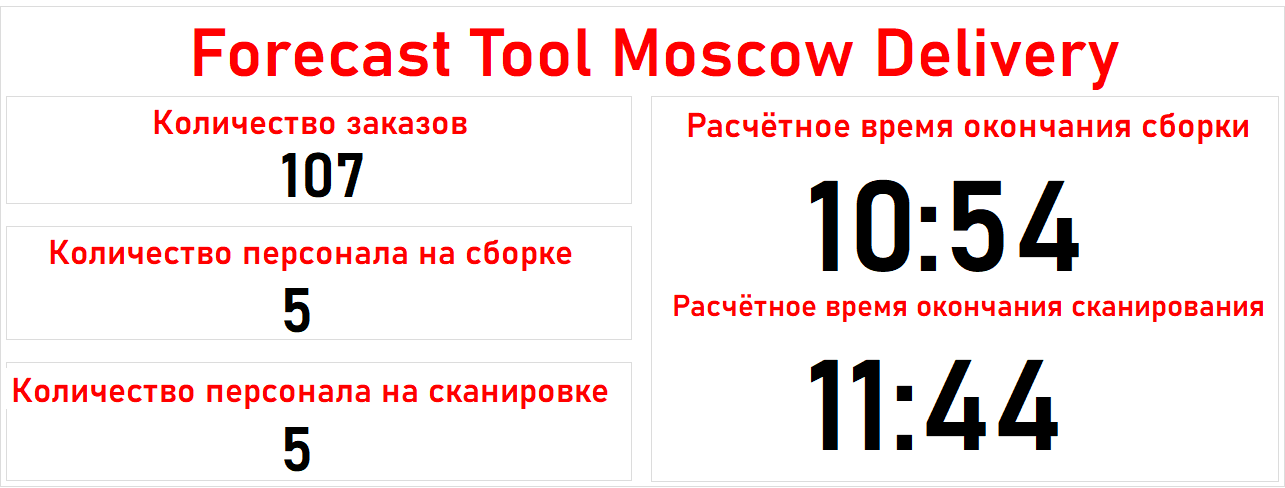 Forecast Tool Moscow Delivery
Количество заказов
107
Количество персонала на сборке
5
Количество персонала на сканировке
5
Расчётное время окончания сборки
10:54
Расчётное время окончания сканирования
11:44